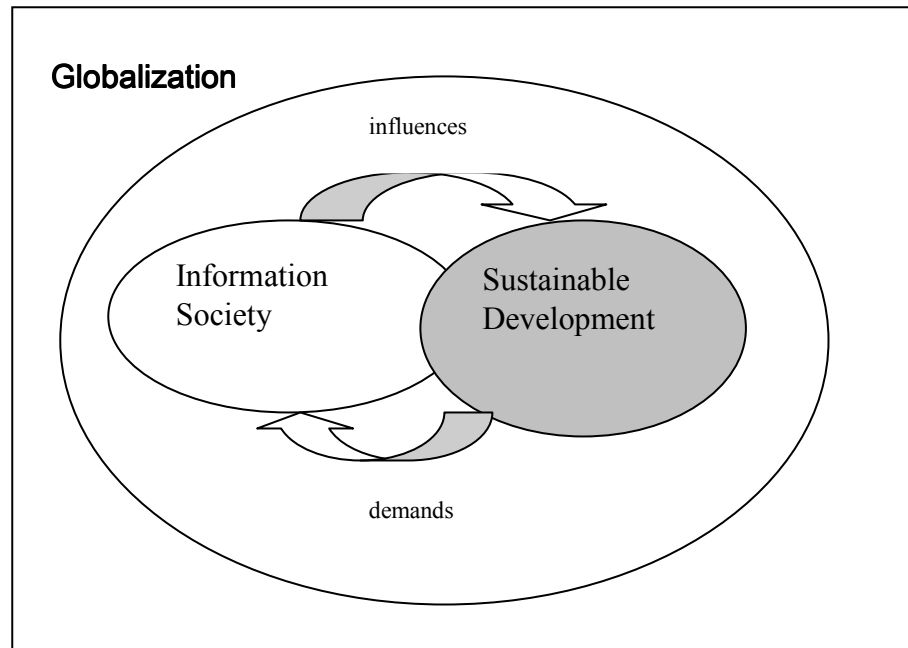 Globalization
influences
Information
Society
Sustainable
Development
demands